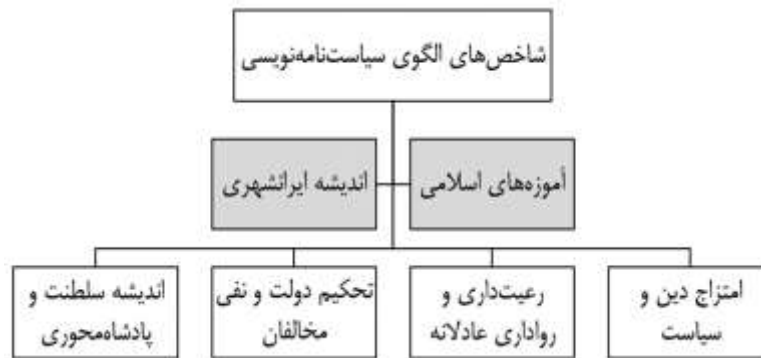 شاخص‌های الگوی سیاست‌نامه‌نویسی
آموزه‌های اسلامی
اندیشه ایرانشهری
امتزاج دین و
سیاست
رعیت‌داری و
رواداری عادلانه
تحکیم دولت و نفی
مخالفان
اندیشه سلطنت و
پادشاه‌محوری